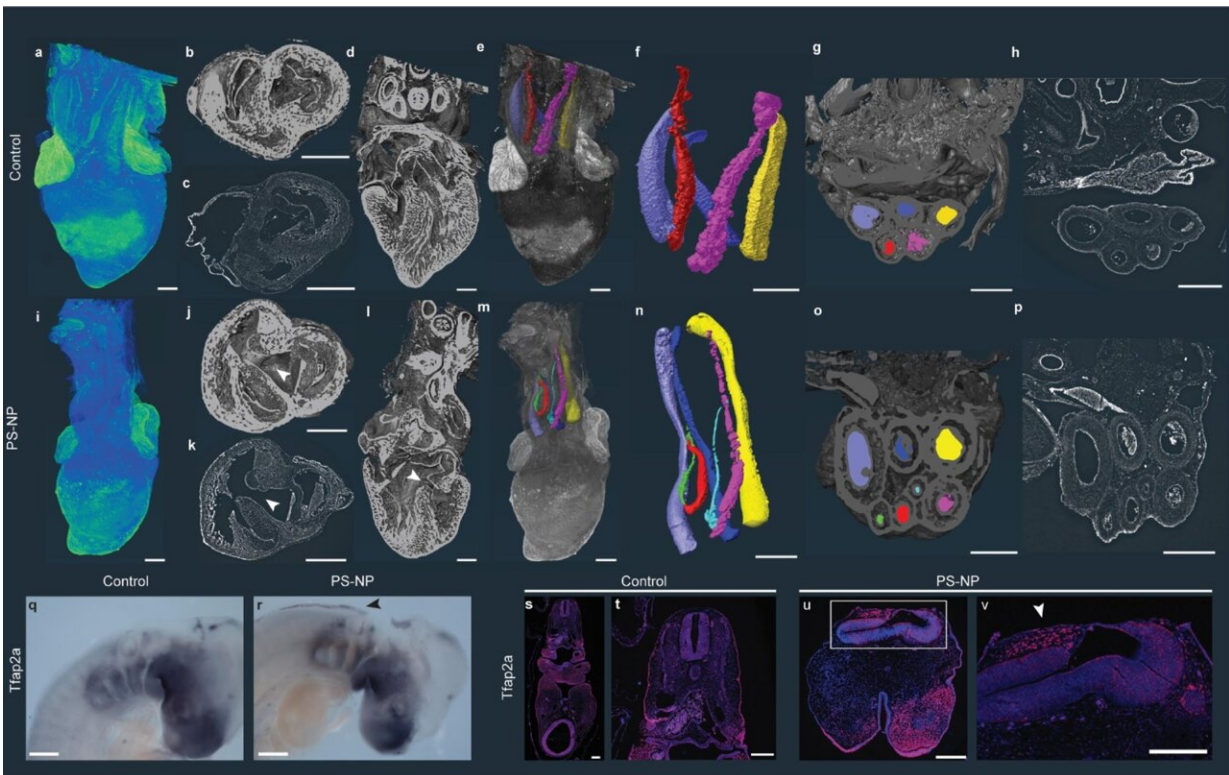 a b d e f g h
Control
c
i j l m n o p
PS-NP
k
Control PS-NP Control PS-NP
q r s t u v
Tfap2a Tfap2a